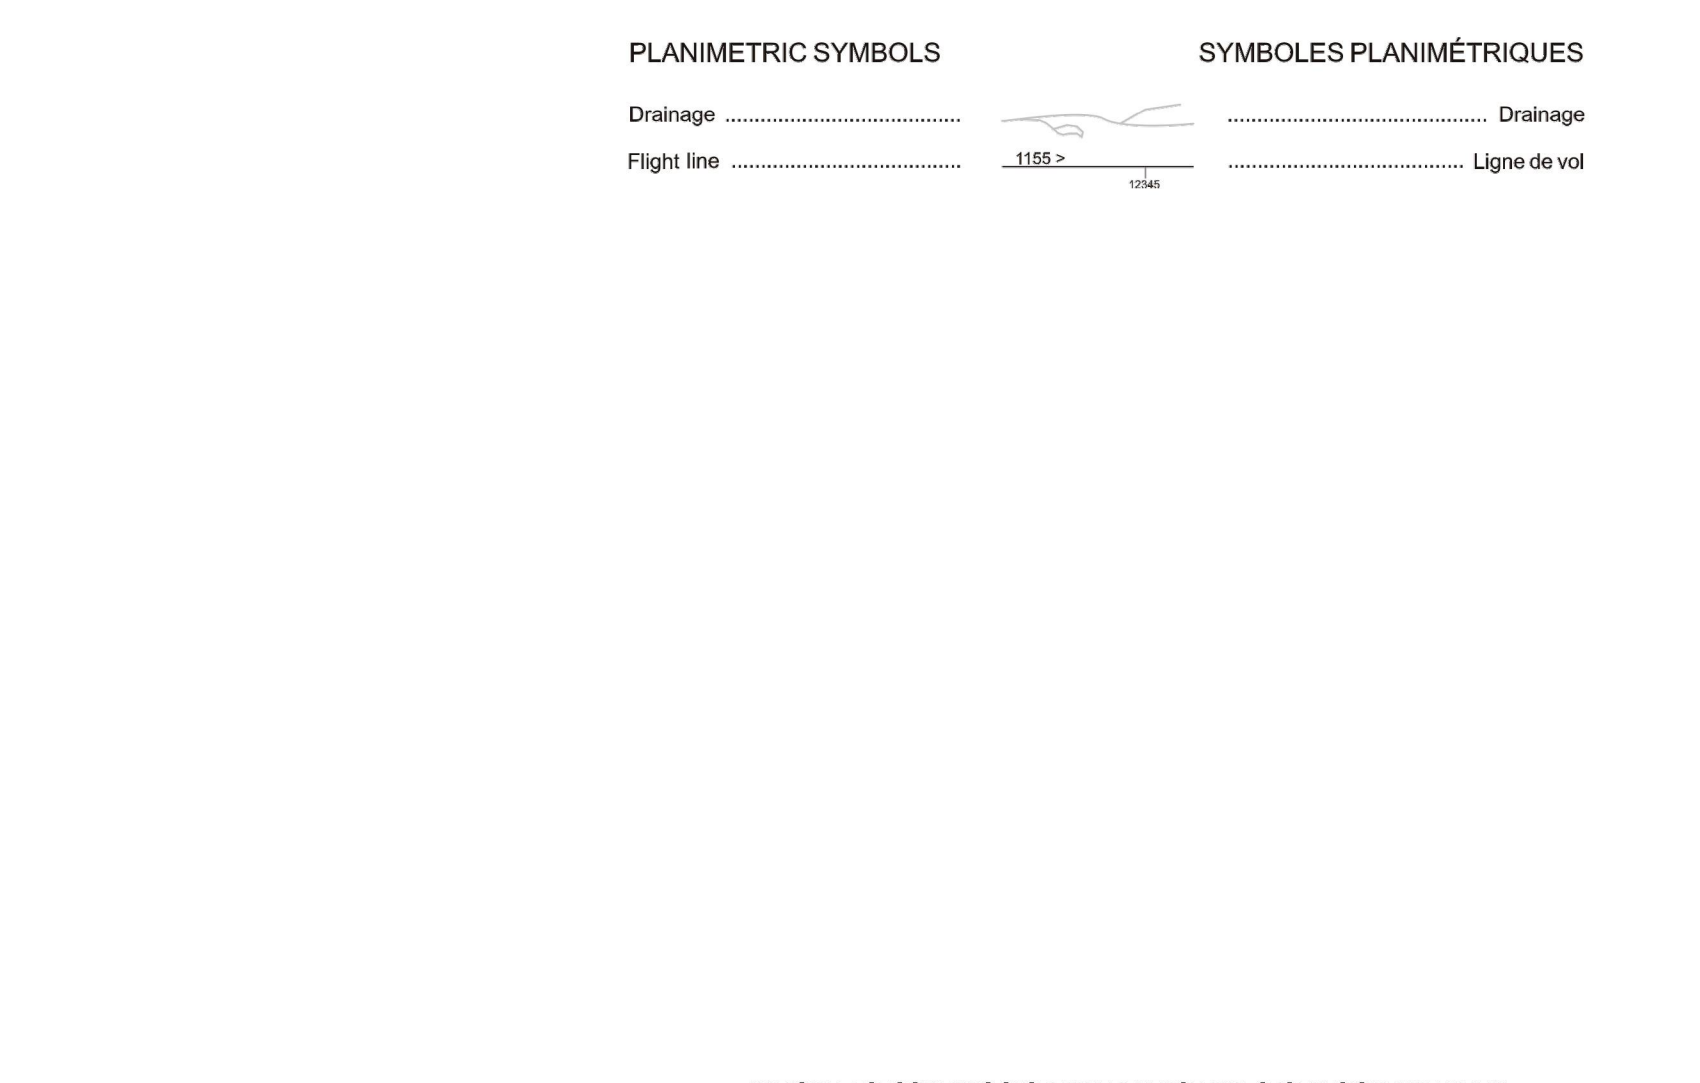 PLANIMETRIC SYMBOLS SYMBOLES PLANIMÉTRIQUES
Drainage ........................................ ............................................ Drainage
Flight line ....................................... 1155 > ........................................ Ligne de vol
12345